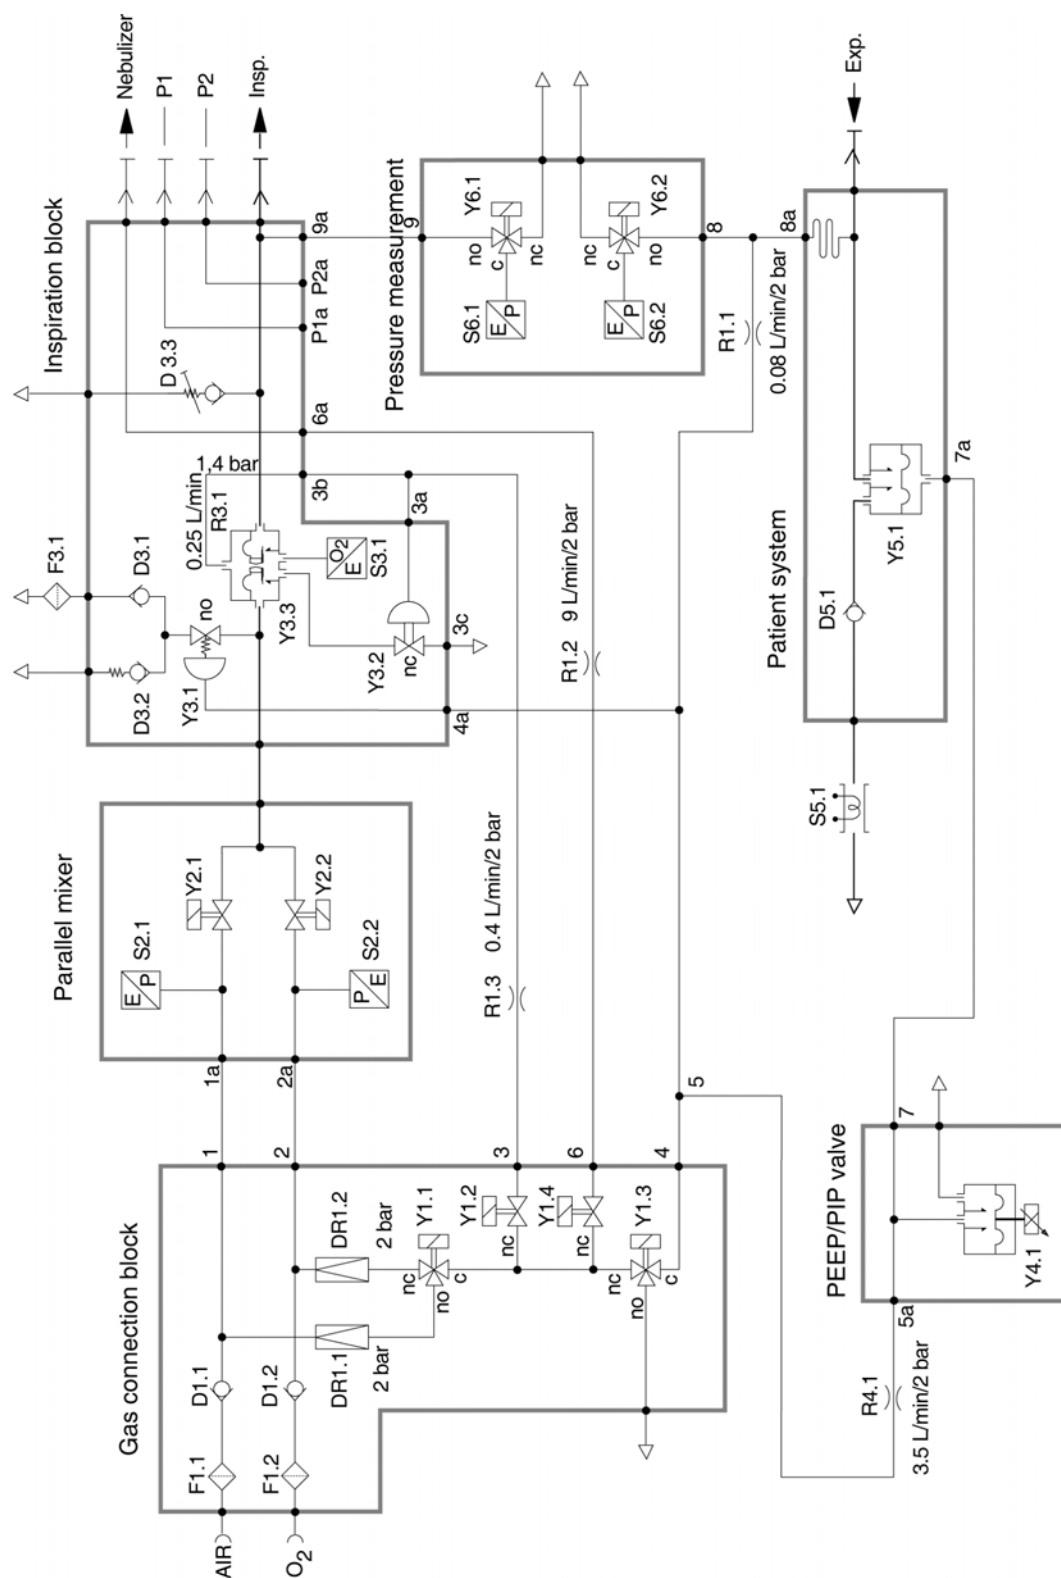 Gas connection block
AIR
O2
F1.1
F1.2
D1.1
D1.2
DR1.1
2 bar
DR1.2
2 bar
Y1.1
nc
no
c
Y1.2
nc
Y1.4
nc
Y1.3
nc
no
c
1
2
3
6
4
5
Parallel mixer
1a
2a
S2.1
E
P
S2.2
P
E
Y2.1
Y2.2
R1.3
0.4 L/min/2 bar
R1.2
9 L/min/2 bar
Inspiration block
F3.1
D3.1
D3.2
no
Y3.1
Y3.3
R3.1
0.25 L/min
1,4 bar
O2
E
S3.1
Y3.2
nc
3c
3a
3b
4a
6a
D 3.3
P1a
P2a
9a
Nebulizer
P1
P2
Insp.
Pressure measurement
9
Y6.1
no
c
nc
S6.1
E
P
Y6.2
nc
c
no
S6.2
E
P
8
R1.1
0.08 L/min/2 bar
Patient system
8a
Exp.
7a
Y5.1
D5.1
S5.1
PEEP/PIP valve
7
5a
Y4.1
R4.1
3.5 L/min/2 bar